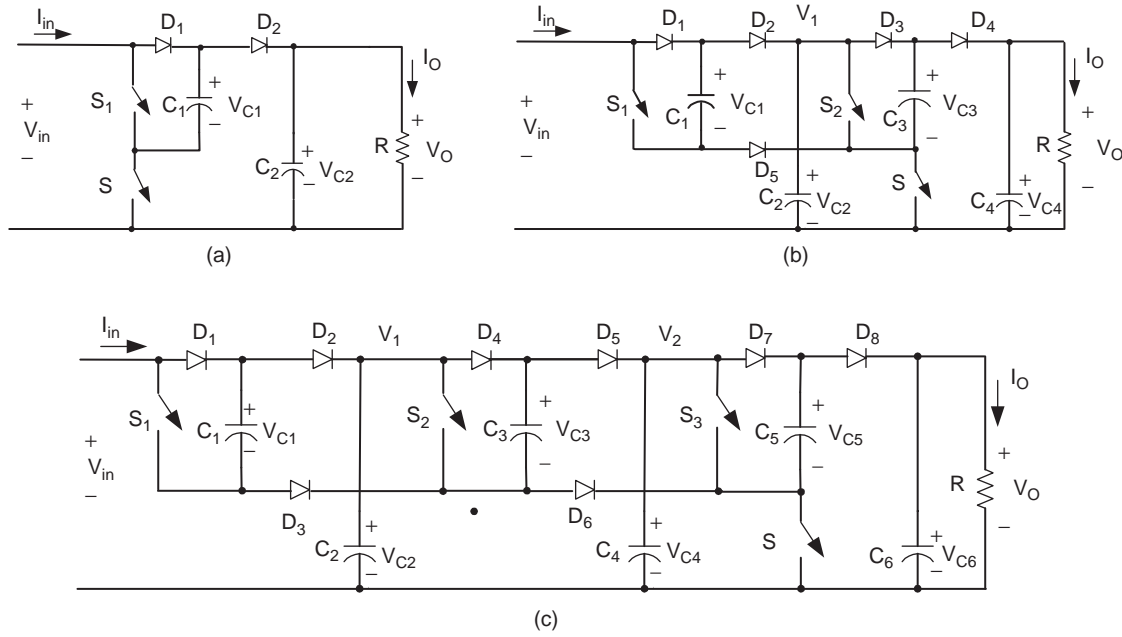 I_in
D_1
D_2
I_O
+
V_in
−
S_1
C_1
+
−
V_C1
S
C_2
+
−
V_C2
R
+
V_O
−
(a)
I_in
D_1
D_2
V_1
D_3
D_4
I_O
+
V_in
−
S_1
C_1
+
V_C1
−
+
S_2
C_3
+
V_C3
−
D_5
C_2
+
V_C2
−
S
C_4
+
V_C4
−
R
+
V_O
−
(b)
I_in
D_1
D_2
V_1
D_4
D_5
V_2
D_7
D_8
I_O
+
V_in
−
S_1
C_1
+
V_C1
−
S_2
C_3
+
V_C3
−
S_3
C_5
+
V_C5
−
D_3
D_6
C_2
+
V_C2
−
C_4
+
V_C4
−
S
C_6
+
V_C6
−
R
+
V_O
−
(c)